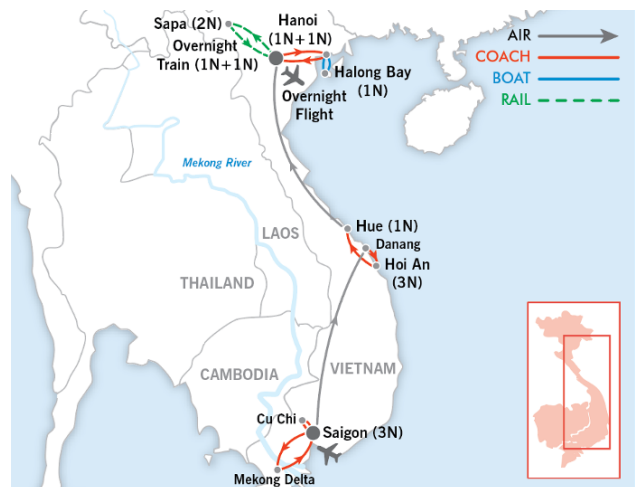 Sapa (2N)
Overnight
Train (1N+1N)
Hanoi
(1N+1N)
Halong Bay
(1N)
Overnight
Flight
AIR
COACH
BOAT
RAIL
Mekong River
LAOS
Hue (1N)
Danang
Hoi An
(3N)
THAILAND
CAMBODIA
VIETNAM
Cu Chi
Saigon (3N)
Mekong Delta